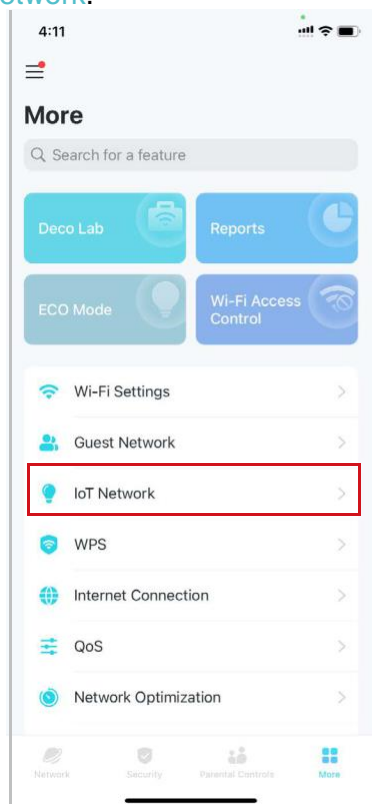 etwork.
4:11
More
Search for a feature
Deco Lab
Reports
ECO Mode
Wi-Fi Access
Control
Wi-Fi Settings
Guest Network
IoT Network
WPS
Internet Connection
QoS
Network Optimization
Network
Security
Parental Controls
More